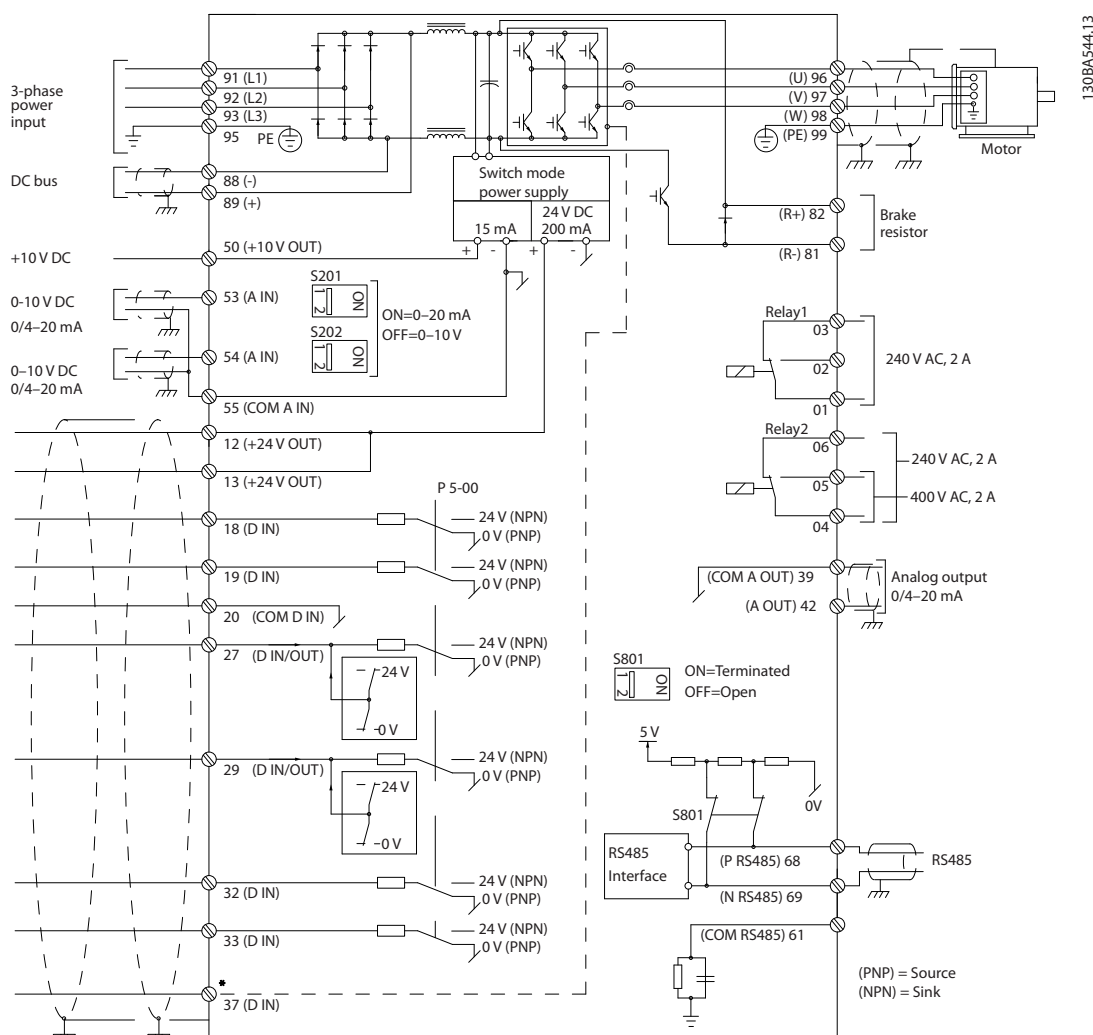 130BA544.13
3-phase
power
input
91 (L1)
92 (L2)
93 (L3)
95
PE
DC bus
88 (-)
89 (+)
+10 V DC
50 (+10 V OUT)
0-10 V DC
0/4–20 mA
53 (A IN)
0–10 V DC
0/4–20 mA
54 (A IN)
55 (COM A IN)
12 (+24 V OUT)
13 (+24 V OUT)
18 (D IN)
19 (D IN)
20 (COM D IN)
27 (D IN/OUT)
29 (D IN/OUT)
32 (D IN)
33 (D IN)
*
37 (D IN)
Switch mode
power supply
15 mA
24 V DC
200 mA
+ - + -
S201
1 2 ON
S202
1 2 ON
ON=0–20 mA
OFF=0–10 V
P 5-00
24 V (NPN)
0 V (PNP)
24 V (NPN)
0 V (PNP)
24 V (NPN)
0 V (PNP)
24 V
0 V
24 V (NPN)
0 V (PNP)
24 V
0 V
24 V (NPN)
0 V (PNP)
24 V (NPN)
0 V (PNP)
(U) 96
(V) 97
(W) 98
(PE) 99
Motor
(R+) 82
(R-) 81
Brake
resistor
Relay1
03
02
01
240 V AC, 2 A
Relay2
06
05
04
240 V AC, 2 A
400 V AC, 2 A
(COM A OUT) 39
(A OUT) 42
Analog output
0/4–20 mA
S801
1 2 ON
ON=Terminated
OFF=Open
5 V
0V
S801
RS485
Interface
(P RS485) 68
(N RS485) 69
RS485
(COM RS485) 61
(PNP) = Source
(NPN) = Sink